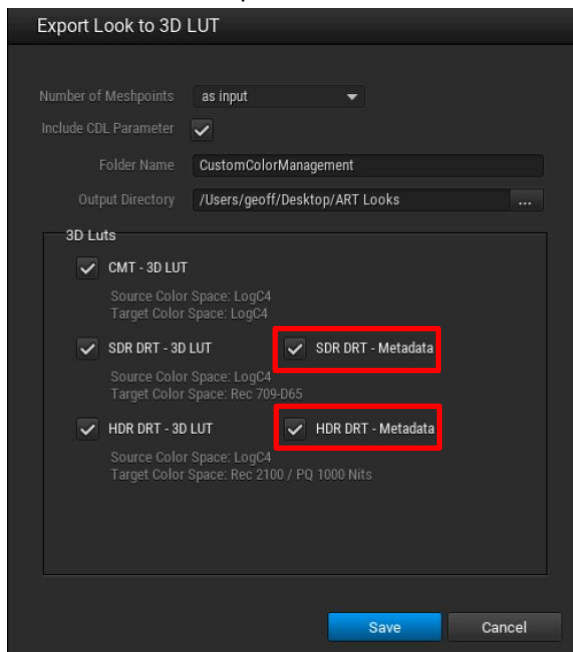 Export Look to 3D LUT
Number of Meshpoints as input
Include CDL Parameter
Folder Name CustomColorManagement
Output Directory /Users/geoff/Desktop/ART Looks ...
3D Luts
CMT - 3D LUT
Source Color Space: LogC4
Target Color Space: LogC4
SDR DRT - 3D LUT SDR DRT - Metadata
Source Color Space: LogC4
Target Color Space: Rec 709-D65
HDR DRT - 3D LUT HDR DRT - Metadata
Source Color Space: LogC4
Target Color Space: Rec 2100 / PQ 1000 Nits
Save Cancel